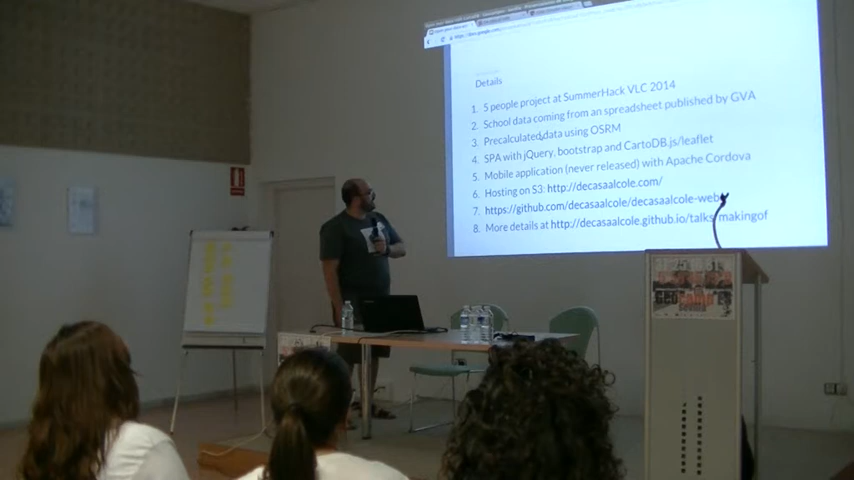 Details
1. 5 people project at SummerHack VLC 2014
2. School data coming from an spreadsheet published by GVA
3. Precalculated data using OSRM
4. SPA with jQuery, bootstrap and CartoDB.js/leaflet
5. Mobile application (never released) with Apache Cordova
6. Hosting on S3: http://decasaalcole.com/
7. https://github.com/decasaalcole/decasaalcole-web
8. More details at http://decasaalcole.github.io/talks/makingof